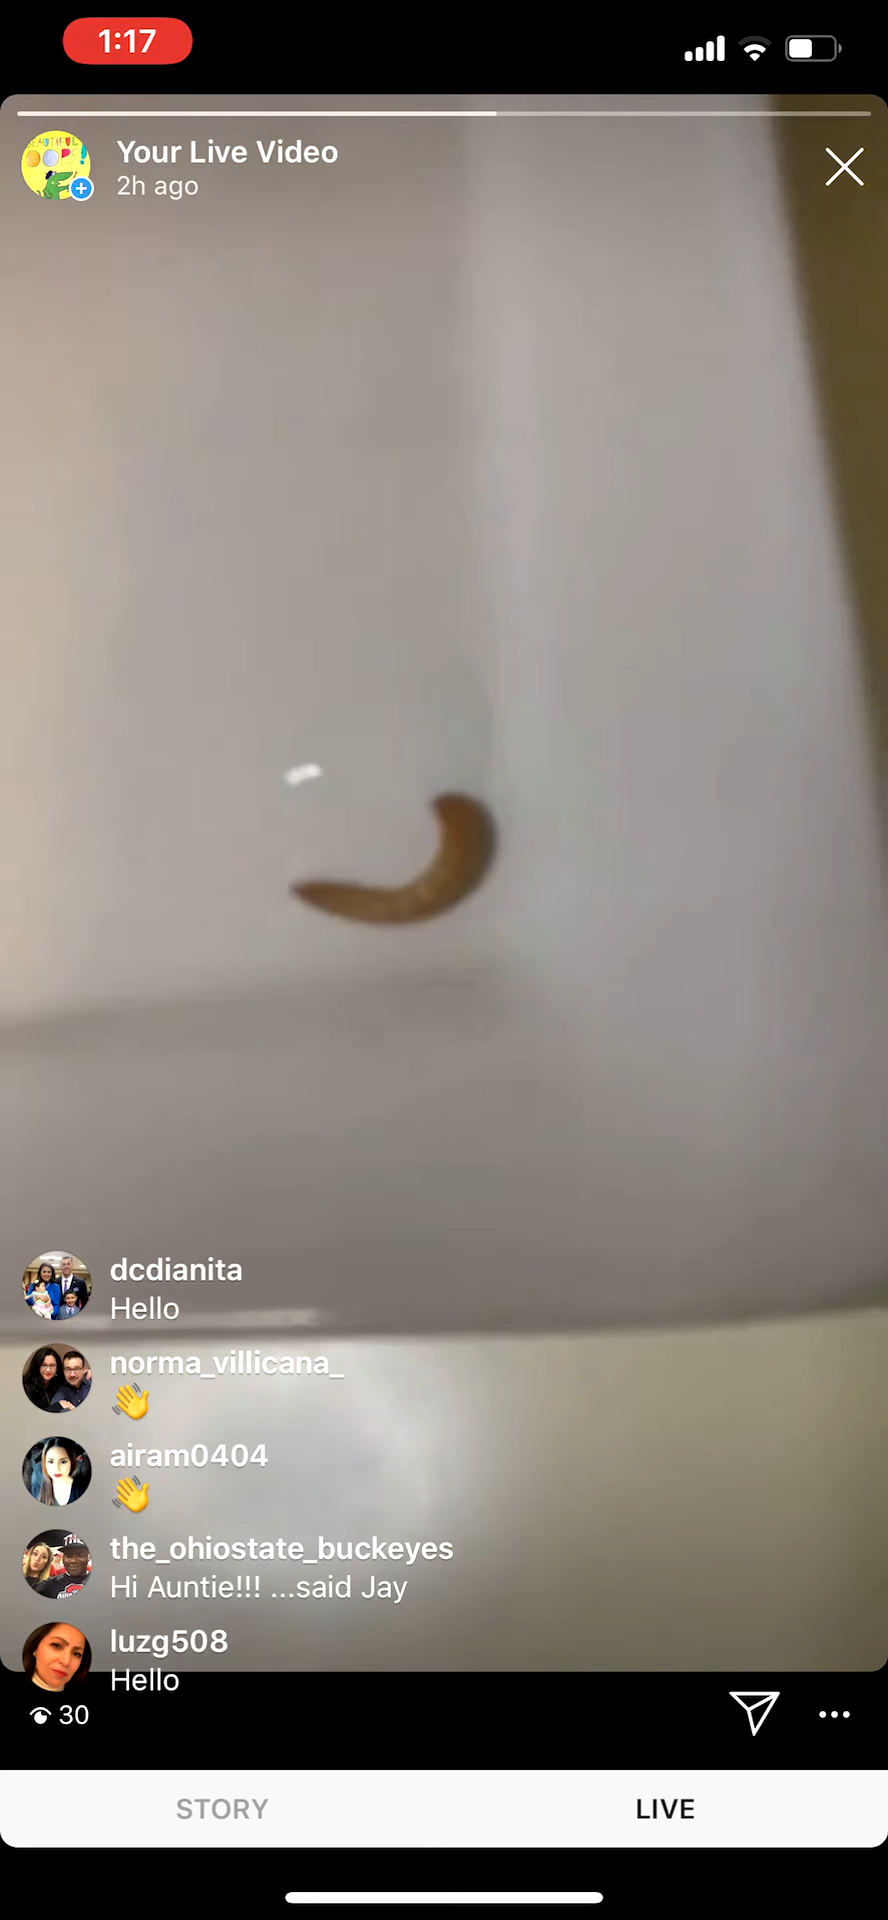 1:17
BEAUTIFUL
Your Live Video
2h ago
dcdianita
Hello
norma_villicana_
👋
airam0404
👋
the_ohiostate_buckeyes
Hi Auntie!!! ...said Jay
luzg508
Hello
30
STORY
LIVE